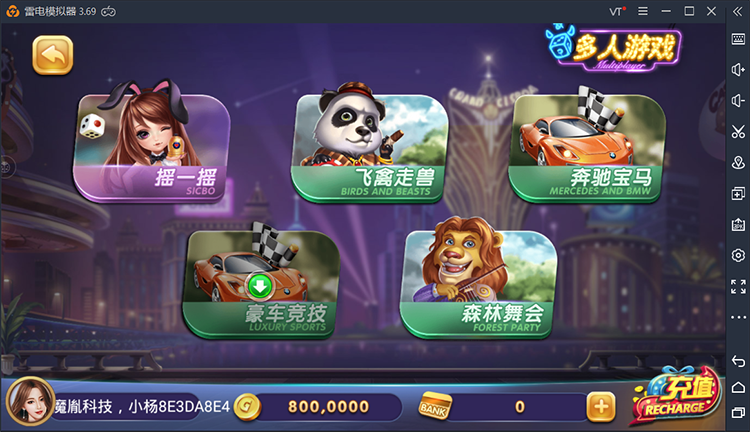 雷电模拟器 3.69
VT
多人游戏
Multiplayer
GRAND LISBOA
摇一摇
SICBO
飞禽走兽
BIRDS AND BEASTS
奔驰宝马
MERCEDES AND BMW
豪车竞技
LUXURY SPORTS
森林舞会
FOREST PARTY
魔胤科技，小杨8E3DA8E4
800,0000
BANK
0
充值
RECHARGE